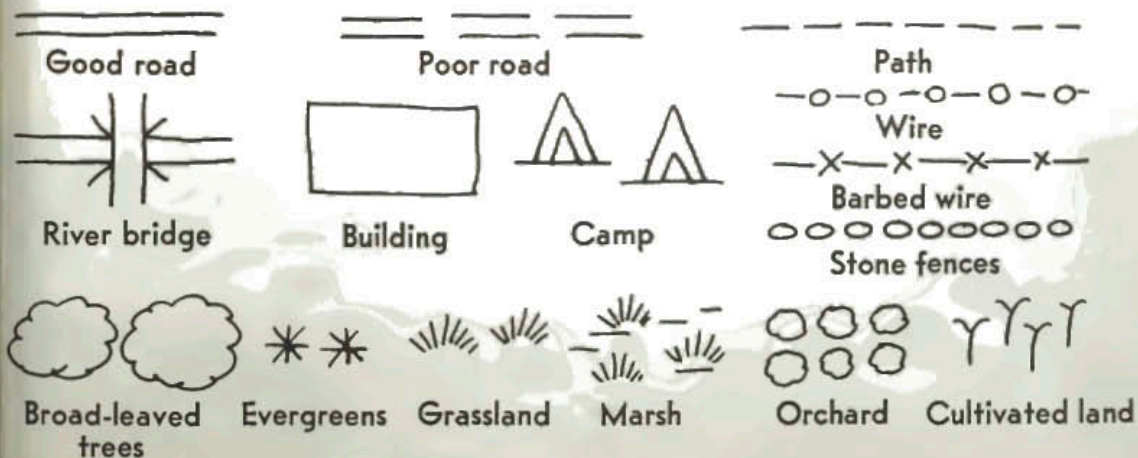 Good road
Poor road
Path
Wire
River bridge
Building
Camp
Barbed wire
Stone fences
Broad-leaved
trees
Evergreens
Grassland
Marsh
Orchard
Cultivated land